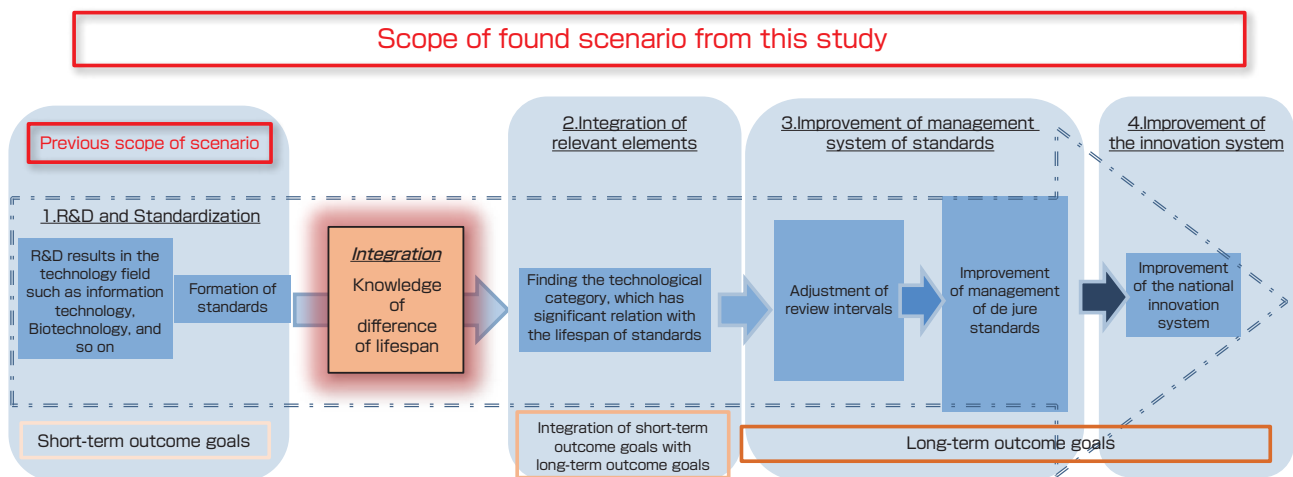 Scope of found scenario from this study
Previous scope of scenario
1.R&D and Standardization
R&D results in the
technology field
such as information
technology,
Biotechnology, and
so on
Formation of
standards
Short-term outcome goals
Integration
Knowledge
of
difference
of lifespan
2.Integration of
relevant elements
Finding the technological
category, which has
significant relation with
the lifespan of standards
Integration of short-term
outcome goals with
long-term outcome goals
3.Improvement of management
system of standards
Adjustment of
review intervals
Improvement
of management
of de jure
standards
4.Improvement of
the innovation system
Improvement
of the national
innovation
system
Long-term outcome goals